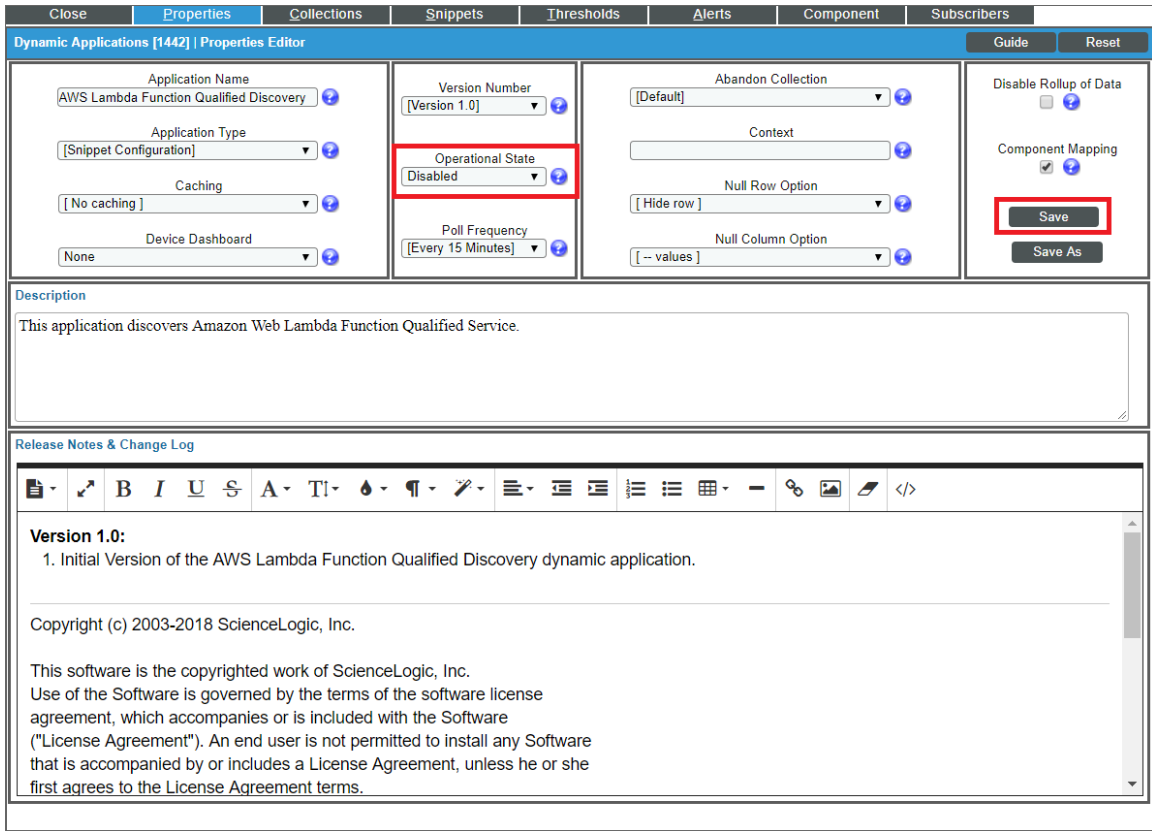 Close Properties Collections Snippets Thresholds Alerts Component Subscribers
Dynamic Applications [1442] | Properties Editor Guide Reset
Application Name
AWS Lambda Function Qualified Discovery
Application Type
[Snippet Configuration]
Caching
[ No caching ]
Device Dashboard
None
Version Number
[Version 1.0]
Operational State
Disabled
Poll Frequency
[Every 15 Minutes]
Abandon Collection
[Default]
Context
Null Row Option
[ Hide row ]
Null Column Option
[ -- values ]
Disable Rollup of Data
Component Mapping
Save
Save As
Description
This application discovers Amazon Web Lambda Function Qualified Service.
Release Notes & Change Log
Version 1.0:
1. Initial Version of the AWS Lambda Function Qualified Discovery dynamic application.
Copyright (c) 2003-2018 ScienceLogic, Inc.
This software is the copyrighted work of ScienceLogic, Inc.
Use of the Software is governed by the terms of the software license
agreement, which accompanies or is included with the Software
("License Agreement"). An end user is not permitted to install any Software
that is accompanied by or includes a License Agreement, unless he or she
first agrees to the License Agreement terms.